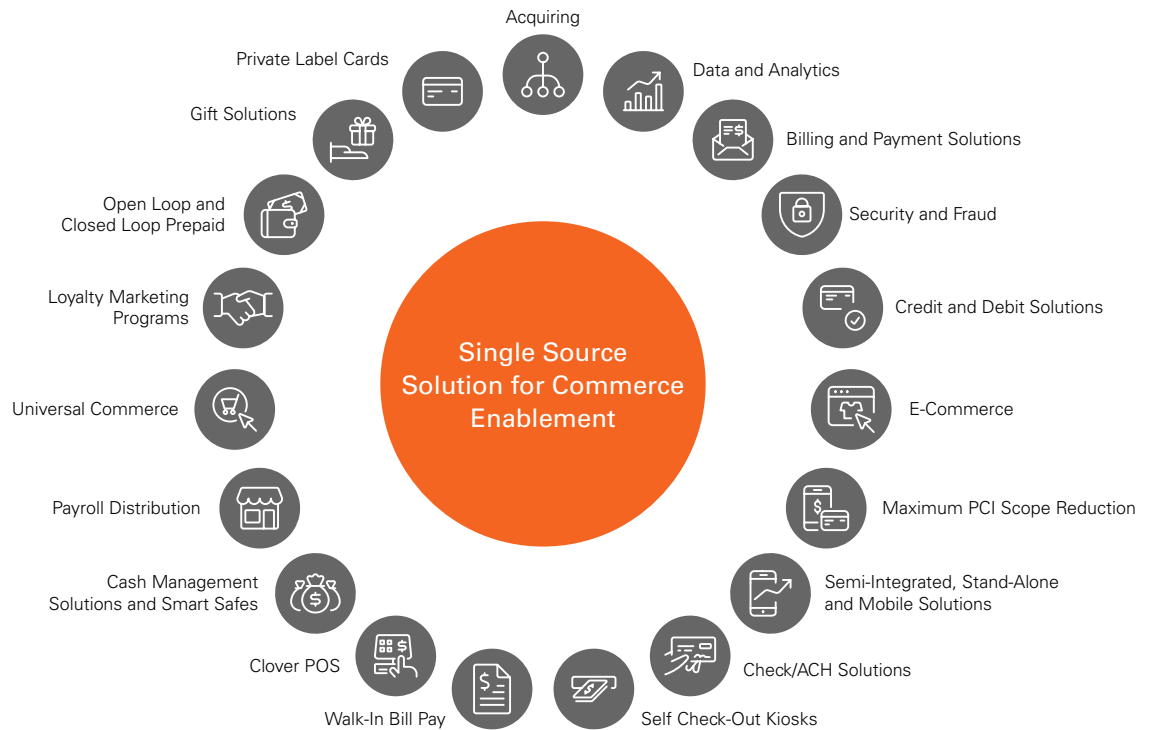 Acquiring
Data and Analytics
Billing and Payment Solutions
Security and Fraud
Credit and Debit Solutions
E-Commerce
Maximum PCI Scope Reduction
Semi-Integrated, Stand-Alone
and Mobile Solutions
Check/ACH Solutions
Self Check-Out Kiosks
Walk-In Bill Pay
Clover POS
Cash Management
Solutions and Smart Safes
Payroll Distribution
Universal Commerce
Loyalty Marketing
Programs
Open Loop and
Closed Loop Prepaid
Gift Solutions
Private Label Cards
Single Source
Solution for Commerce
Enablement